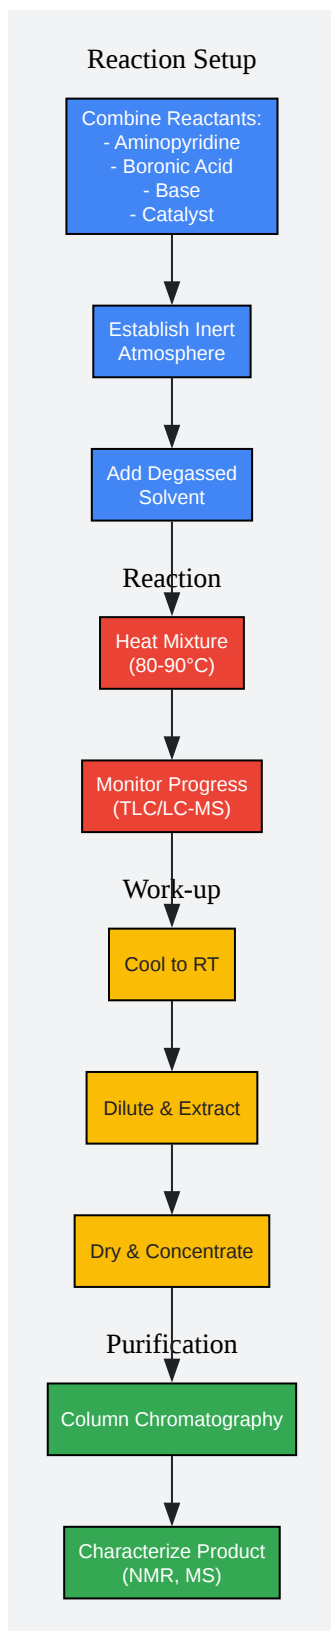 Reaction Setup
Combine Reactants:
- Aminopyridine
- Boronic Acid
- Base
- Catalyst
Establish Inert
Atmosphere
Add Degassed
Solvent
Reaction
Heat Mixture
(80-90°C)
Monitor Progress
(TLC/LC-MS)
Work-up
Cool to RT
Dilute & Extract
Dry & Concentrate
Purification
Column Chromatography
Characterize Product
(NMR, MS)